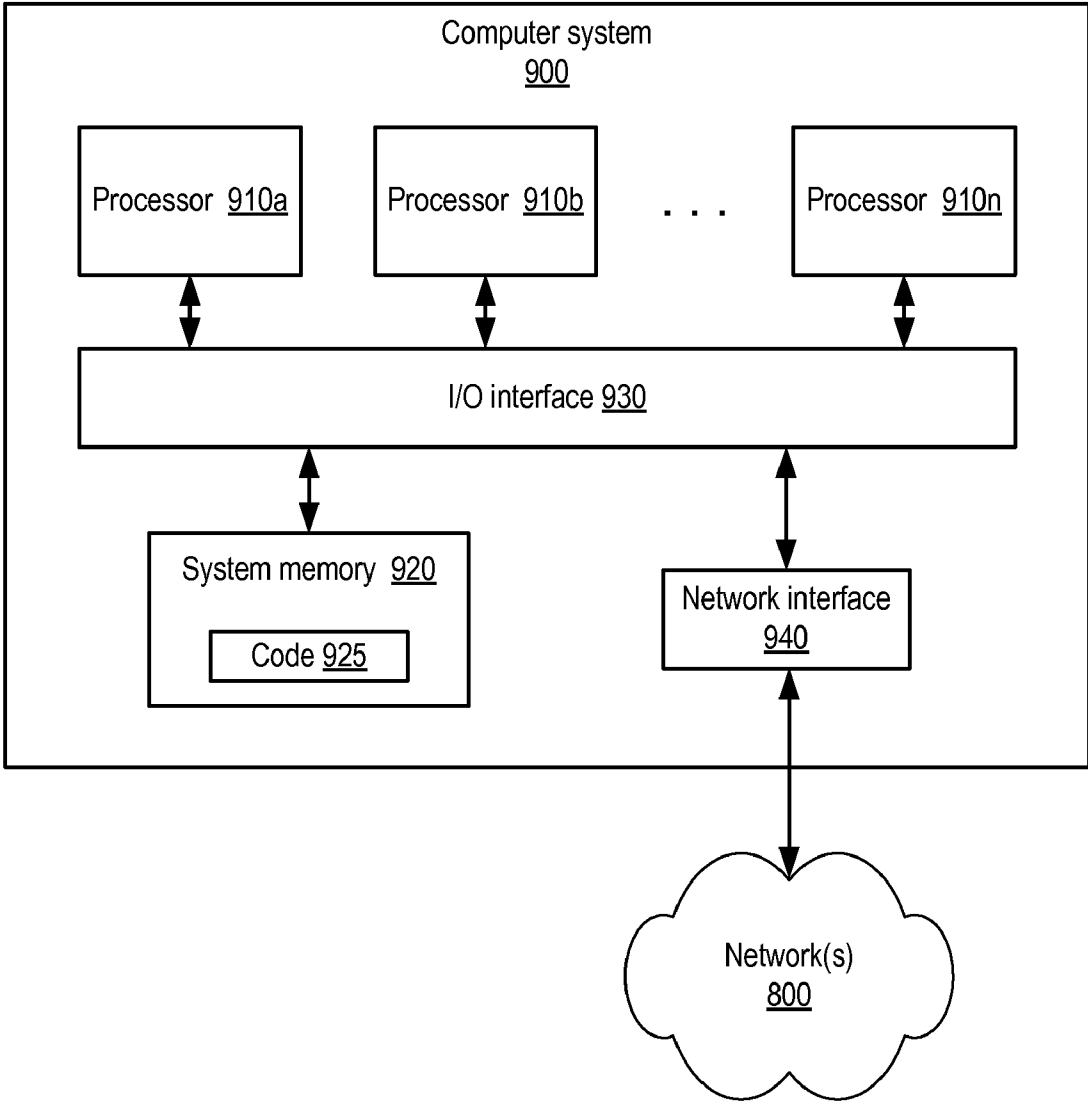 Computer system
900
Processor 910a
Processor 910b
. . .
Processor 910n
I/O interface 930
System memory 920
Code 925
Network interface
940
Network(s)
800